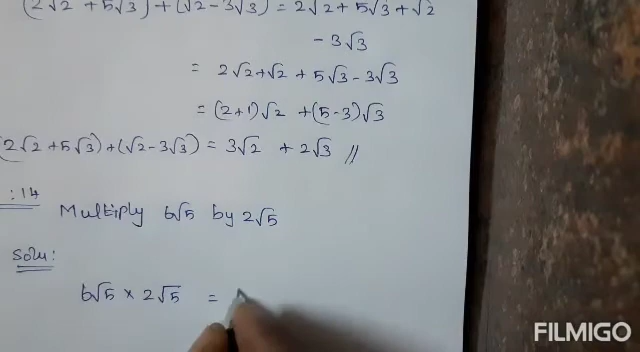 (2√2 + 5√3) + (√2 - 3√3) = 2√2 + 5√3 + √2
- 3√3
= 2√2 + √2 + 5√3 - 3√3
= (2+1)√2 + (5-3)√3
(2√2 + 5√3) + (√2 - 3√3) = 3√2 + 2√3 //
: 14 Multiply 6√5 by 2√5
Solu:
6√5 × 2√5 =
FILMIGO